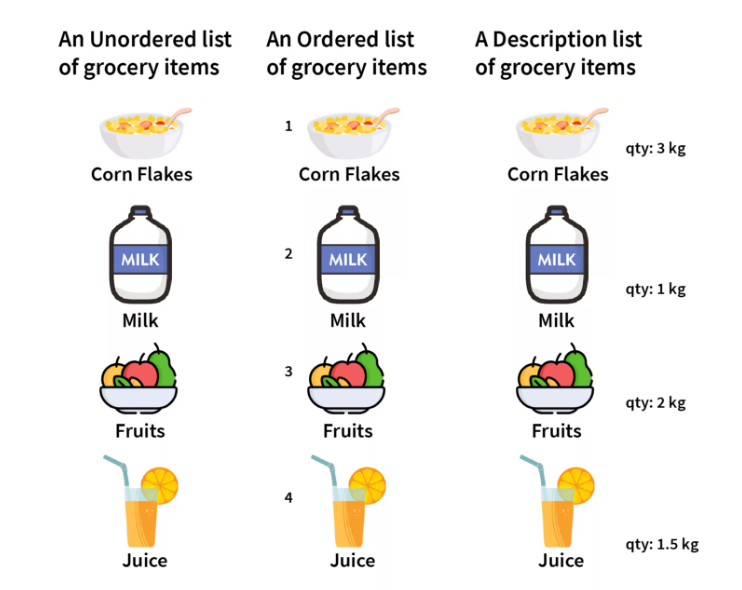 An Unordered list
of grocery items
An Ordered list
of grocery items
A Description list
of grocery items
Corn Flakes
1
Corn Flakes
Corn Flakes
qty: 3 kg
MILK
Milk
2
MILK
Milk
MILK
Milk
qty: 1 kg
Fruits
3
Fruits
Fruits
qty: 2 kg
Juice
4
Juice
Juice
qty: 1.5 kg